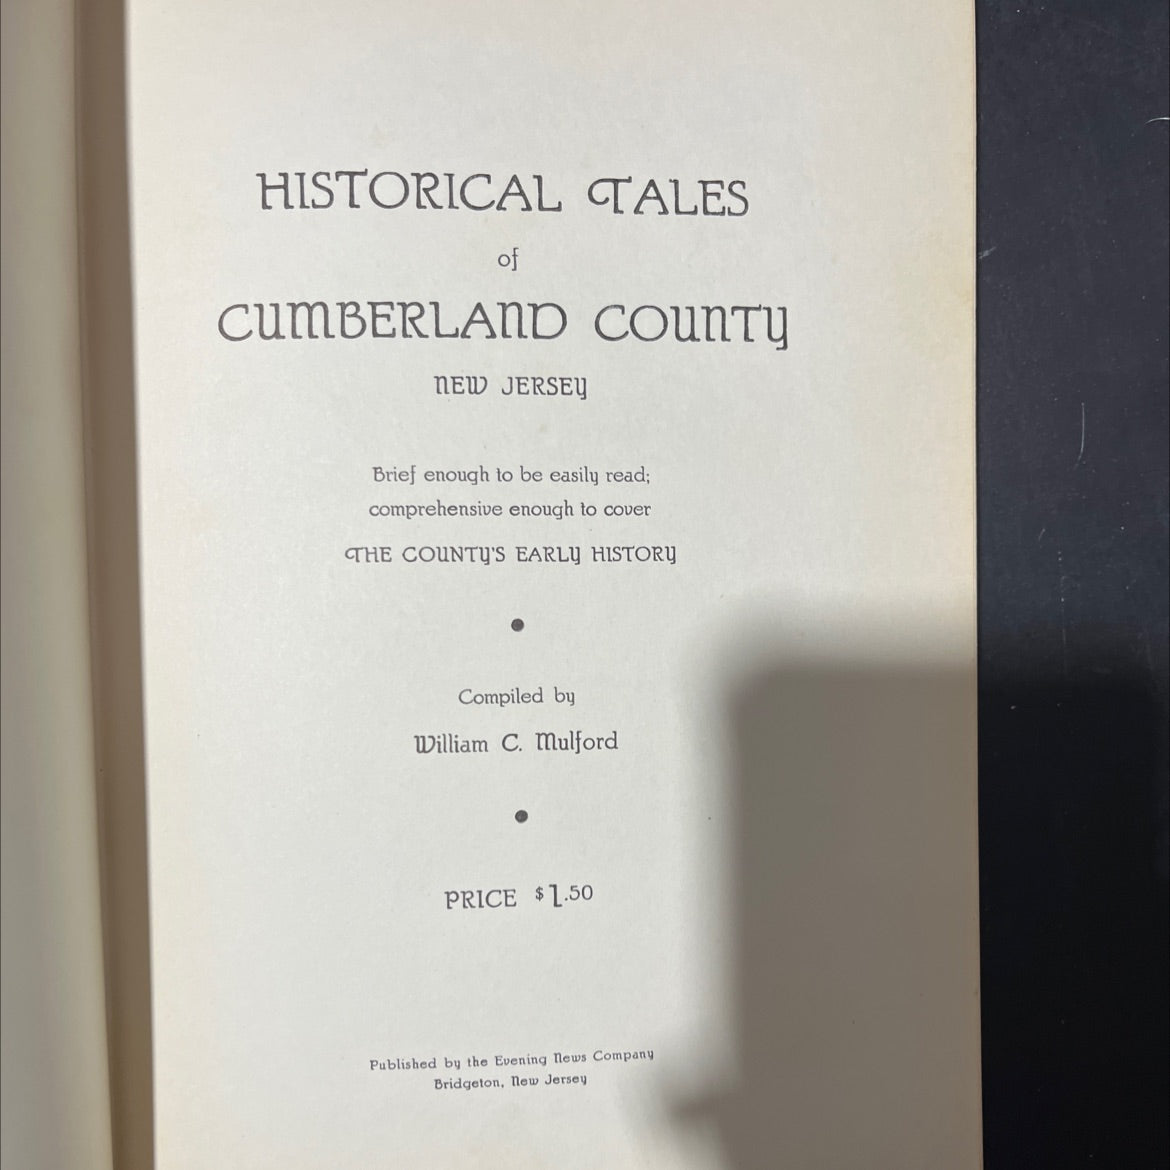 HISTORICAL TALES
of
CUMBERLAND COUNTY
NEW JERSEY
Brief enough to be easily read;
comprehensive enough to cover
THE COUNTY'S EARLY HISTORY
Compiled by
William C. Mulford
PRICE $1.50
Published by the Evening News Company
Bridgeton, New Jersey